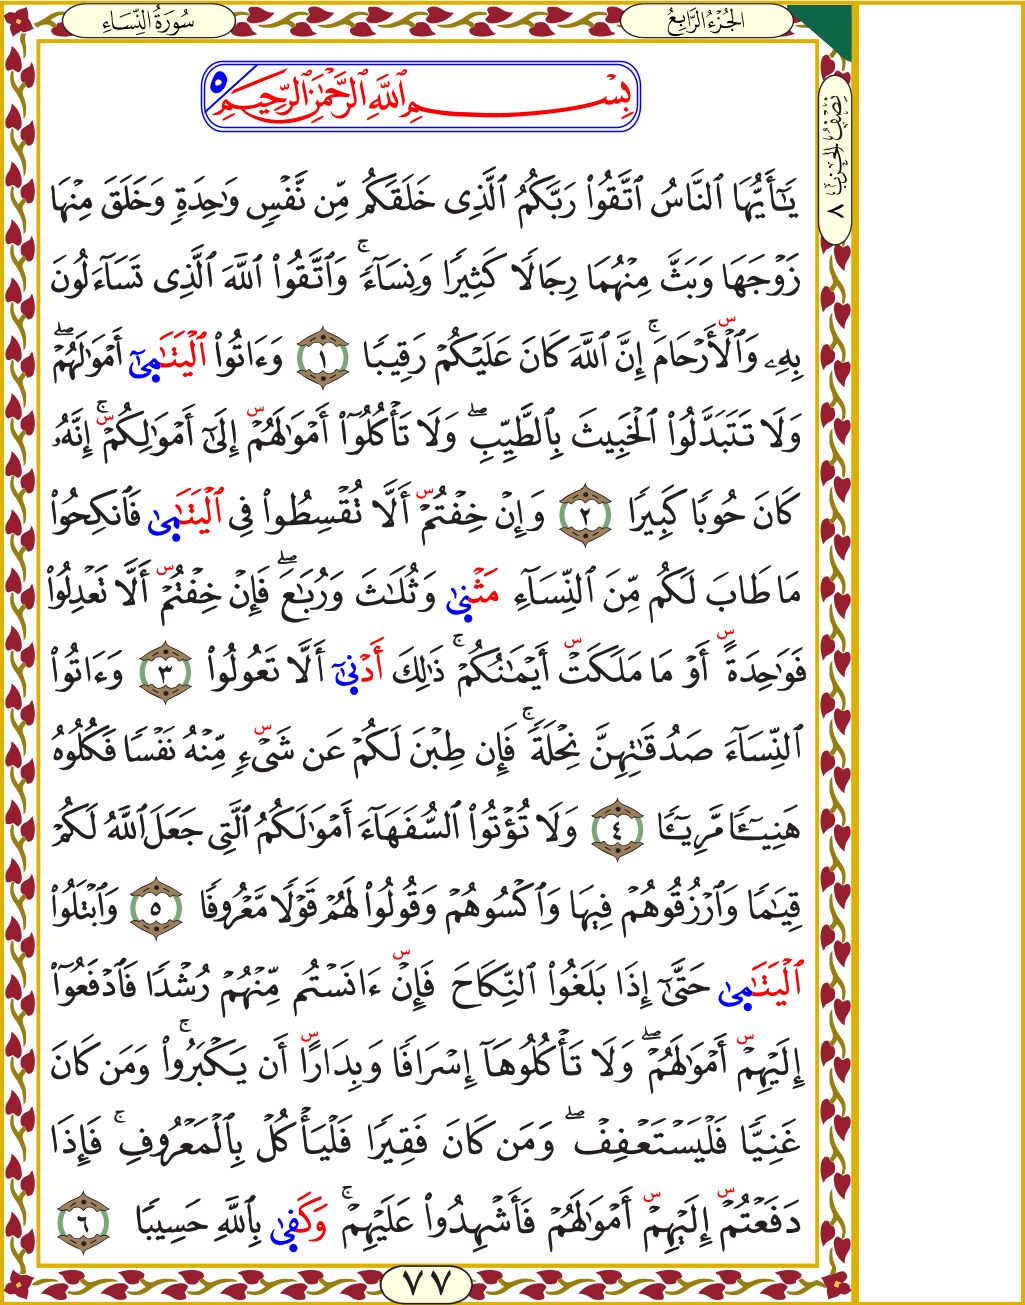 الجُزْءُ الرَّابِعُ
سُورَةُ النِّسَاءِ
نِصْفُ الحِزْبِ ٨
بِسْمِ ٱللَّهِ ٱلرَّحْمَٰنِ ٱلرَّحِيمِ ٥
يَٰٓأَيُّهَا ٱلنَّاسُ ٱتَّقُوا۟ رَبَّكُمُ ٱلَّذِى خَلَقَكُم مِّن نَّفْسٍ وَٰحِدَةٍ وَخَلَقَ مِنْهَا
زَوْجَهَا وَبَثَّ مِنْهُمَا رِجَالًا كَثِيرًا وَنِسَآءً ۚ وَٱتَّقُوا۟ ٱللَّهَ ٱلَّذِى تَسَآءَلُونَ
بِهِۦ وَٱلْأَرْحَامَ ۚ إِنَّ ٱللَّهَ كَانَ عَلَيْكُمْ رَقِيبًا ١ وَءَاتُوا۟ ٱلْيَتَٰمَىٰٓ أَمْوَٰلَهُمْ ۖ
وَلَا تَتَبَدَّلُوا۟ ٱلْخَبِيثَ بِٱلطَّيِّبِ ۖ وَلَا تَأْكُلُوٓا۟ أَمْوَٰلَهُمْ إِلَىٰٓ أَمْوَٰلِكُمْ ۚ إِنَّهُۥ
كَانَ حُوبًا كَبِيرًا ٢ وَإِنْ خِفْتُمْ أَلَّا تُقْسِطُوا۟ فِى ٱلْيَتَٰمَىٰ فَٱنكِحُوا۟
مَا طَابَ لَكُم مِّنَ ٱلنِّسَآءِ مَثْنَىٰ وَثُلَٰثَ وَرُبَٰعَ ۖ فَإِنْ خِفْتُمْ أَلَّا تَعْدِلُوا۟
فَوَٰحِدَةً أَوْ مَا مَلَكَتْ أَيْمَٰنُكُمْ ۚ ذَٰلِكَ أَدْنَىٰٓ أَلَّا تَعُولُوا۟ ٣ وَءَاتُوا۟
ٱلنِّسَآءَ صَدُقَٰتِهِنَّ نِحْلَةً ۚ فَإِن طِبْنَ لَكُمْ عَن شَىْءٍ مِّنْهُ نَفْسًا فَكُلُوهُ
هَنِيٓـًٔا مَّرِيٓـًٔا ٤ وَلَا تُؤْتُوا۟ ٱلسُّفَهَآءَ أَمْوَٰلَكُمُ ٱلَّتِى جَعَلَ ٱللَّهُ لَكُمْ
قِيَٰمًا وَٱرْزُقُوهُمْ فِيهَا وَٱكْسُوهُمْ وَقُولُوا۟ لَهُمْ قَوْلًا مَّعْرُوفًا ٥ وَٱبْتَلُوا۟
ٱلْيَتَٰمَىٰ حَتَّىٰٓ إِذَا بَلَغُوا۟ ٱلنِّكَاحَ فَإِنْ ءَانَسْتُم مِّنْهُمْ رُشْدًا فَٱدْفَعُوٓا۟
إِلَيْهِمْ أَمْوَٰلَهُمْ ۖ وَلَا تَأْكُلُوهَآ إِسْرَافًا وَبِدَارًا أَن يَكْبَرُوا۟ ۚ وَمَن كَانَ
غَنِيًّا فَلْيَسْتَعْفِفْ ۖ وَمَن كَانَ فَقِيرًا فَلْيَأْكُلْ بِٱلْمَعْرُوفِ ۚ فَإِذَا
دَفَعْتُمْ إِلَيْهِمْ أَمْوَٰلَهُمْ فَأَشْهِدُوا۟ عَلَيْهِمْ ۚ وَكَفَىٰ بِٱللَّهِ حَسِيبًا ٦
٧٧